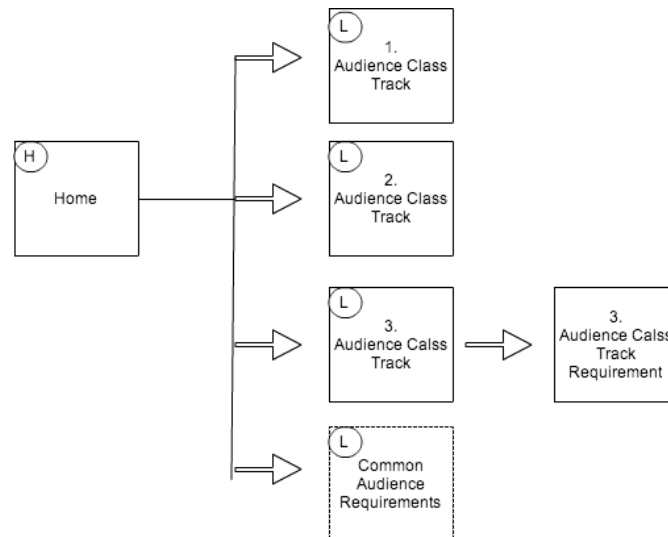 L
1.
Audience Class
Track
H
Home
L
2.
Audience Class
Track
L
3.
Audience Calss
Track
3.
Audience Calss
Track
Requirement
L
Common
Audience
Requirements